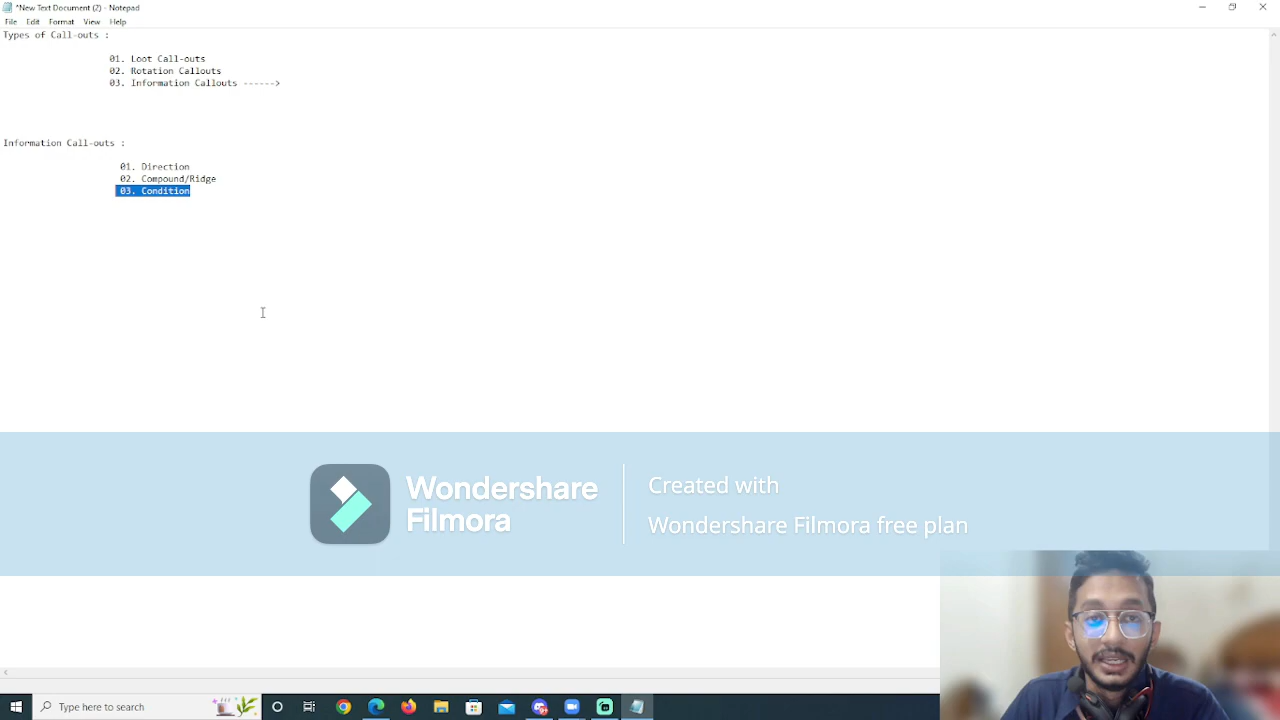 *New Text Document (2) - Notepad
File Edit Format View Help
Types of Call-outs :
01. Loot Call-outs
02. Rotation Callouts
03. Information Callouts ------>
Information Call-outs :
01. Direction
02. Compound/Ridge
03. Condition
Wondershare
Filmora
Created with
Wondershare Filmora free plan
Type here to search